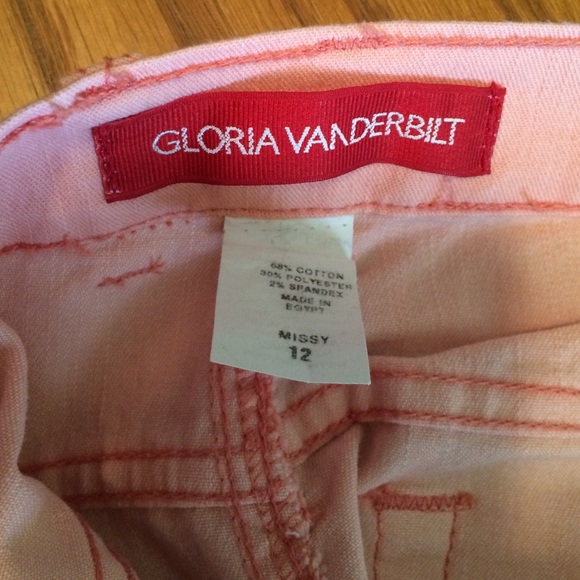 GLORIA VANDERBILT
68% COTTON
30% POLYESTER
2% SPANDEX
MADE IN
EGYPT
MISSY
12